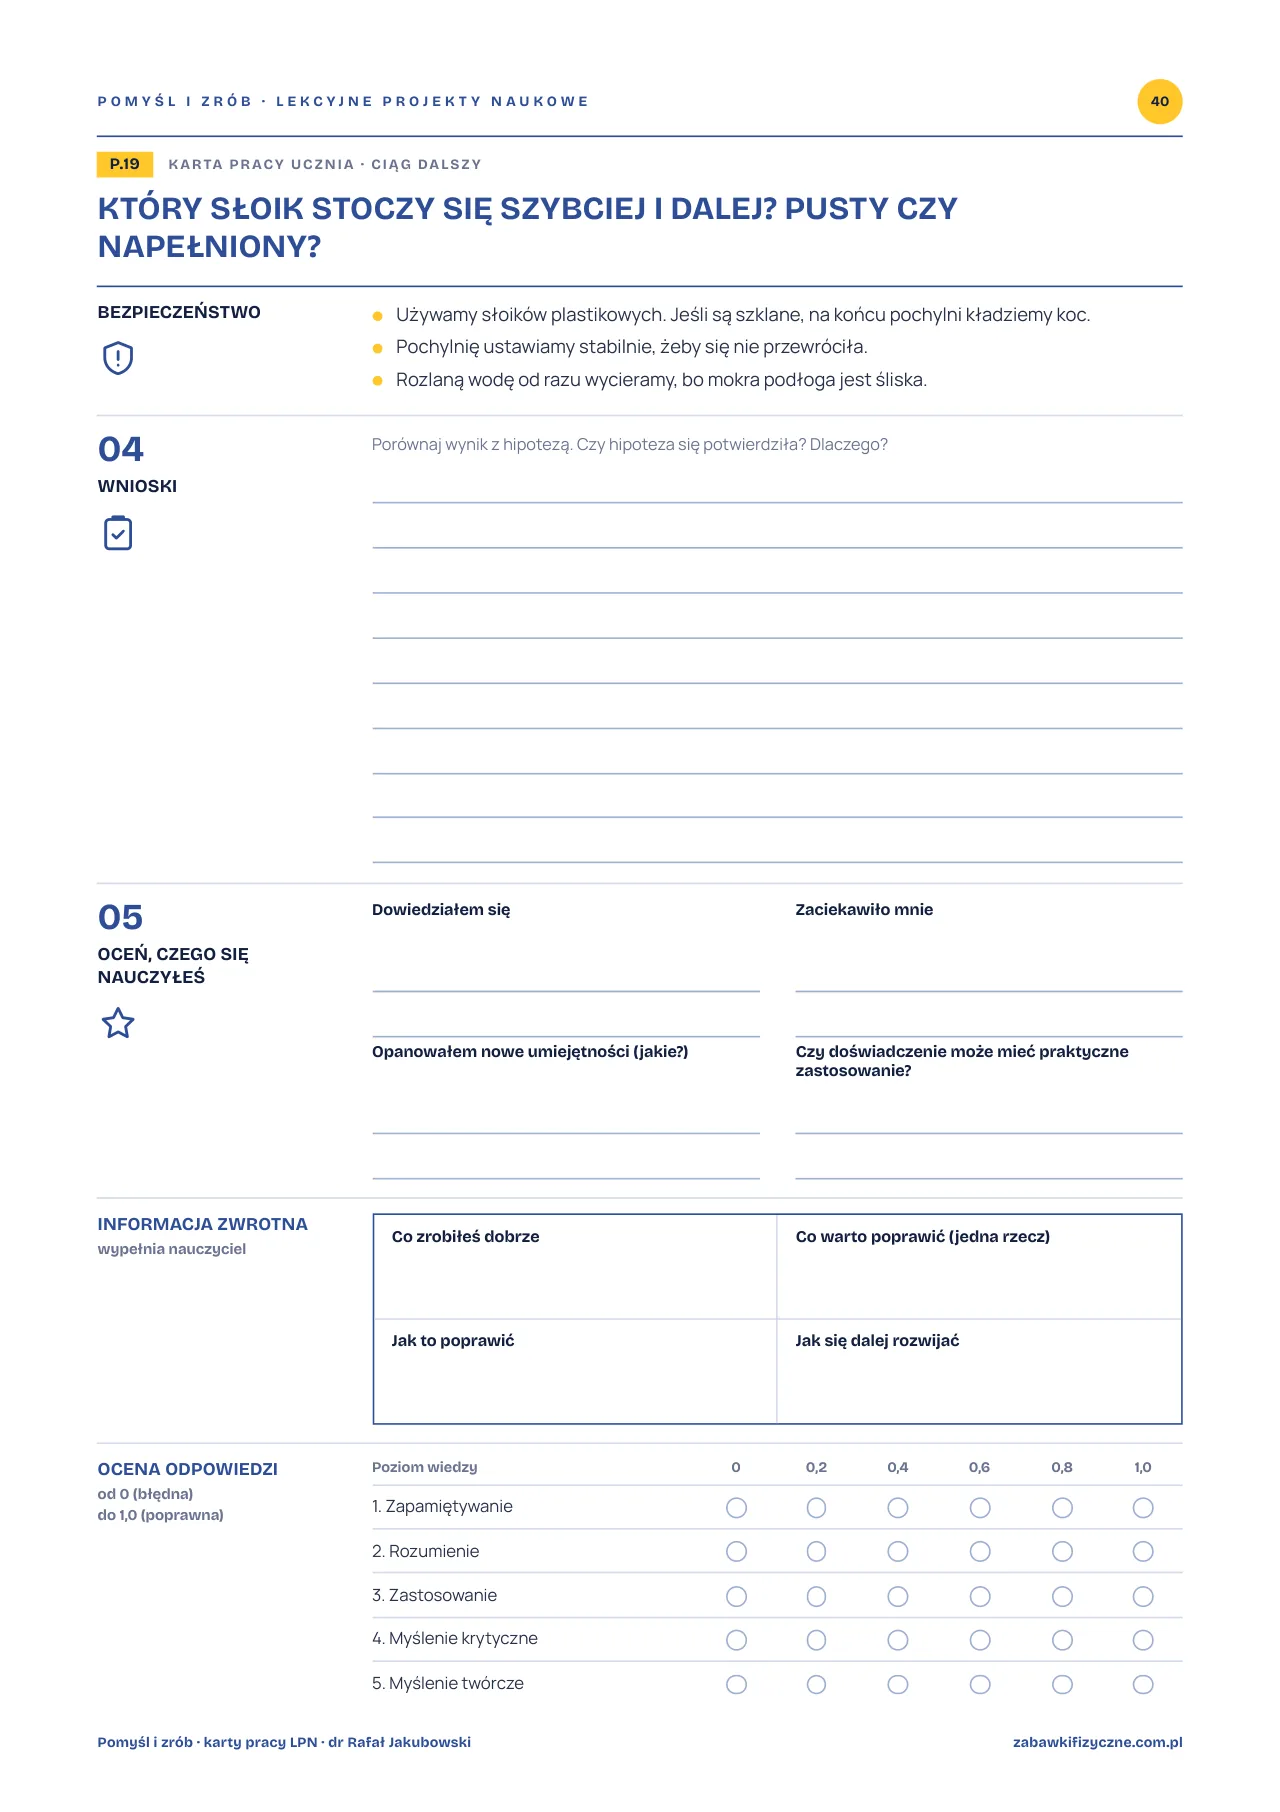 POMYŚL I ZRÓB · LEKCYJNE PROJEKTY NAUKOWE
40
P.19 KARTA PRACY UCZNIA · CIĄG DALSZY
KTÓRY SŁOIK STOCZY SIĘ SZYBCIEJ I DALEJ? PUSTY CZY
NAPEŁNIONY?
BEZPIECZEŃSTWO
Używamy słoików plastikowych. Jeśli są szklane, na końcu pochylni kładziemy koc.
Pochylnię ustawiamy stabilnie, żeby się nie przewróciła.
Rozlaną wodę od razu wycieramy, bo mokra podłoga jest śliska.
04
WNIOSKI
Porównaj wynik z hipotezą. Czy hipoteza się potwierdziła? Dlaczego?
05
OCEŃ, CZEGO SIĘ
NAUCZYŁEŚ
Dowiedziałem się
Zaciekawiło mnie
Opanowałem nowe umiejętności (jakie?)
Czy doświadczenie może mieć praktyczne
zastosowanie?
INFORMACJA ZWROTNA
wypełnia nauczyciel
Co zrobiłeś dobrze
Co warto poprawić (jedna rzecz)
Jak to poprawić
Jak się dalej rozwijać
OCENA ODPOWIEDZI
od 0 (błędna)
do 1,0 (poprawna)
Poziom wiedzy 0 0,2 0,4 0,6 0,8 1,0
1. Zapamiętywanie
2. Rozumienie
3. Zastosowanie
4. Myślenie krytyczne
5. Myślenie twórcze
Pomyśl i zrób · karty pracy LPN · dr Rafał Jakubowski
zabawkifizyczne.com.pl